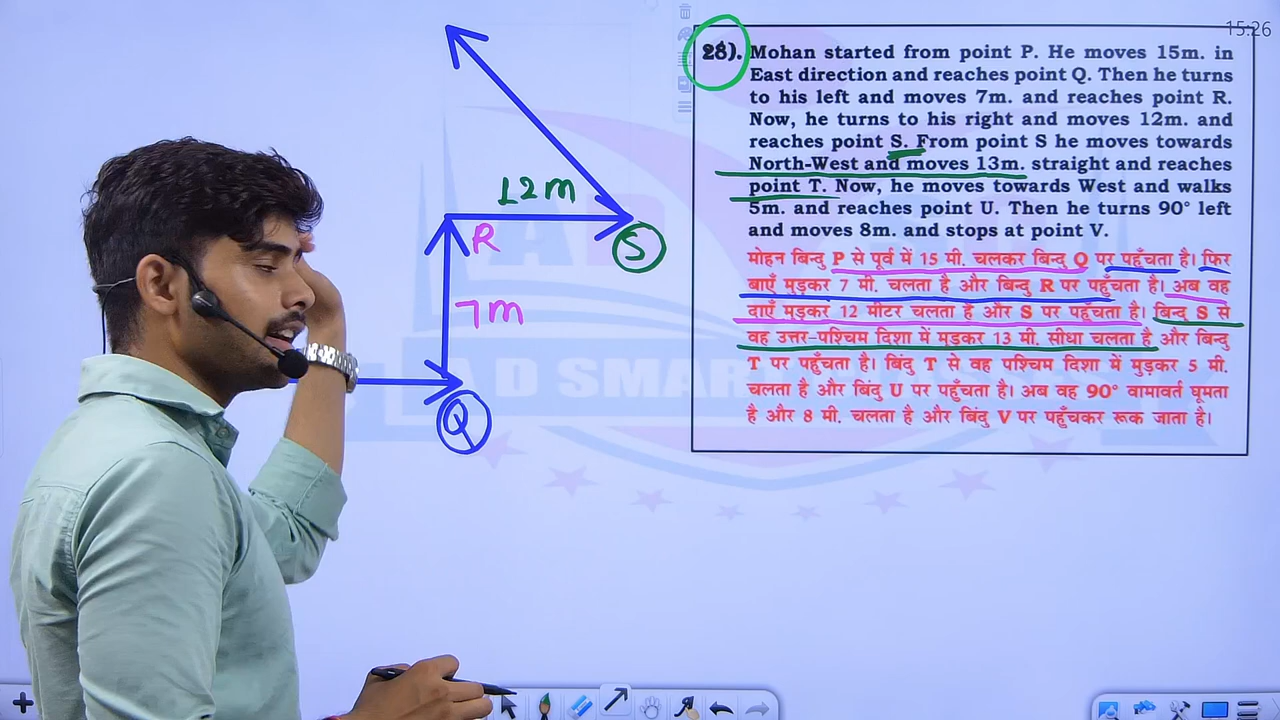 15:26
28). Mohan started from point P. He moves 15m. in
East direction and reaches point Q. Then he turns
to his left and moves 7m. and reaches point R.
Now, he turns to his right and moves 12m. and
reaches point S. From point S he moves towards
North-West and moves 13m. straight and reaches
point T. Now, he moves towards West and walks
5m. and reaches point U. Then he turns 90° left
and moves 8m. and stops at point V.
मोहन बिन्दु P से पूर्व में 15 मी. चलकर बिन्दु Q पर पहुँचता है। फिर
बाएँ मुड़कर 7 मी. चलता है और बिन्दु R पर पहुँचता है। अब वह
दाएँ मुड़कर 12 मीटर चलता है और S पर पहुँचता है। बिन्दु S से
वह उत्तर-पश्चिम दिशा में मुड़कर 13 मी. सीधा चलता है और बिन्दु
T पर पहुँचता है। बिंदु T से वह पश्चिम दिशा में मुड़कर 5 मी.
चलता है और बिंदु U पर पहुँचता है। अब वह 90° वामावर्त घूमता
है और 8 मी. चलता है और बिंदु V पर पहुँचकर रूक जाता है।
12m
R
S
7m
Q